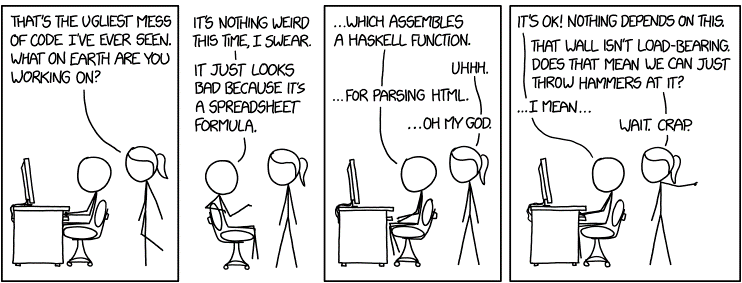 THAT'S THE UGLIEST MESS
OF CODE I'VE EVER SEEN.
WHAT ON EARTH ARE YOU
WORKING ON?
IT'S NOTHING WEIRD
THIS TIME, I SWEAR.
IT JUST LOOKS
BAD BECAUSE IT'S
A SPREADSHEET
FORMULA.
...WHICH ASSEMBLES
A HASKELL FUNCTION.
UHHH.
...FOR PARSING HTML.
...OH MY GOD.
IT'S OK! NOTHING DEPENDS ON THIS.
THAT WALL ISN'T LOAD-BEARING.
DOES THAT MEAN WE CAN JUST
THROW HAMMERS AT IT?
...I MEAN...
WAIT. CRAP.